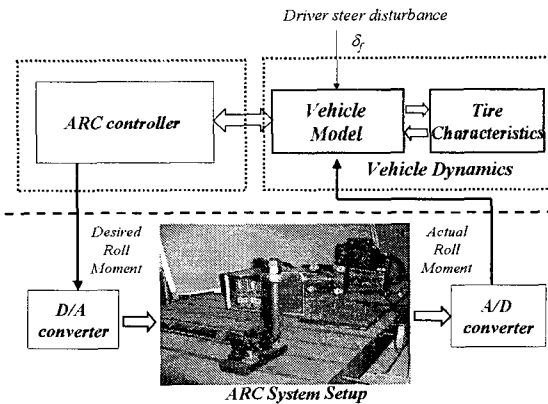 Driver steer disturbance
δf
ARC controller
Vehicle
Model
Tire
Characteristics
Vehicle Dynamics
Desired
Roll
Moment
Actual
Roll
Moment
D/A
converter
A/D
converter
ARC System Setup